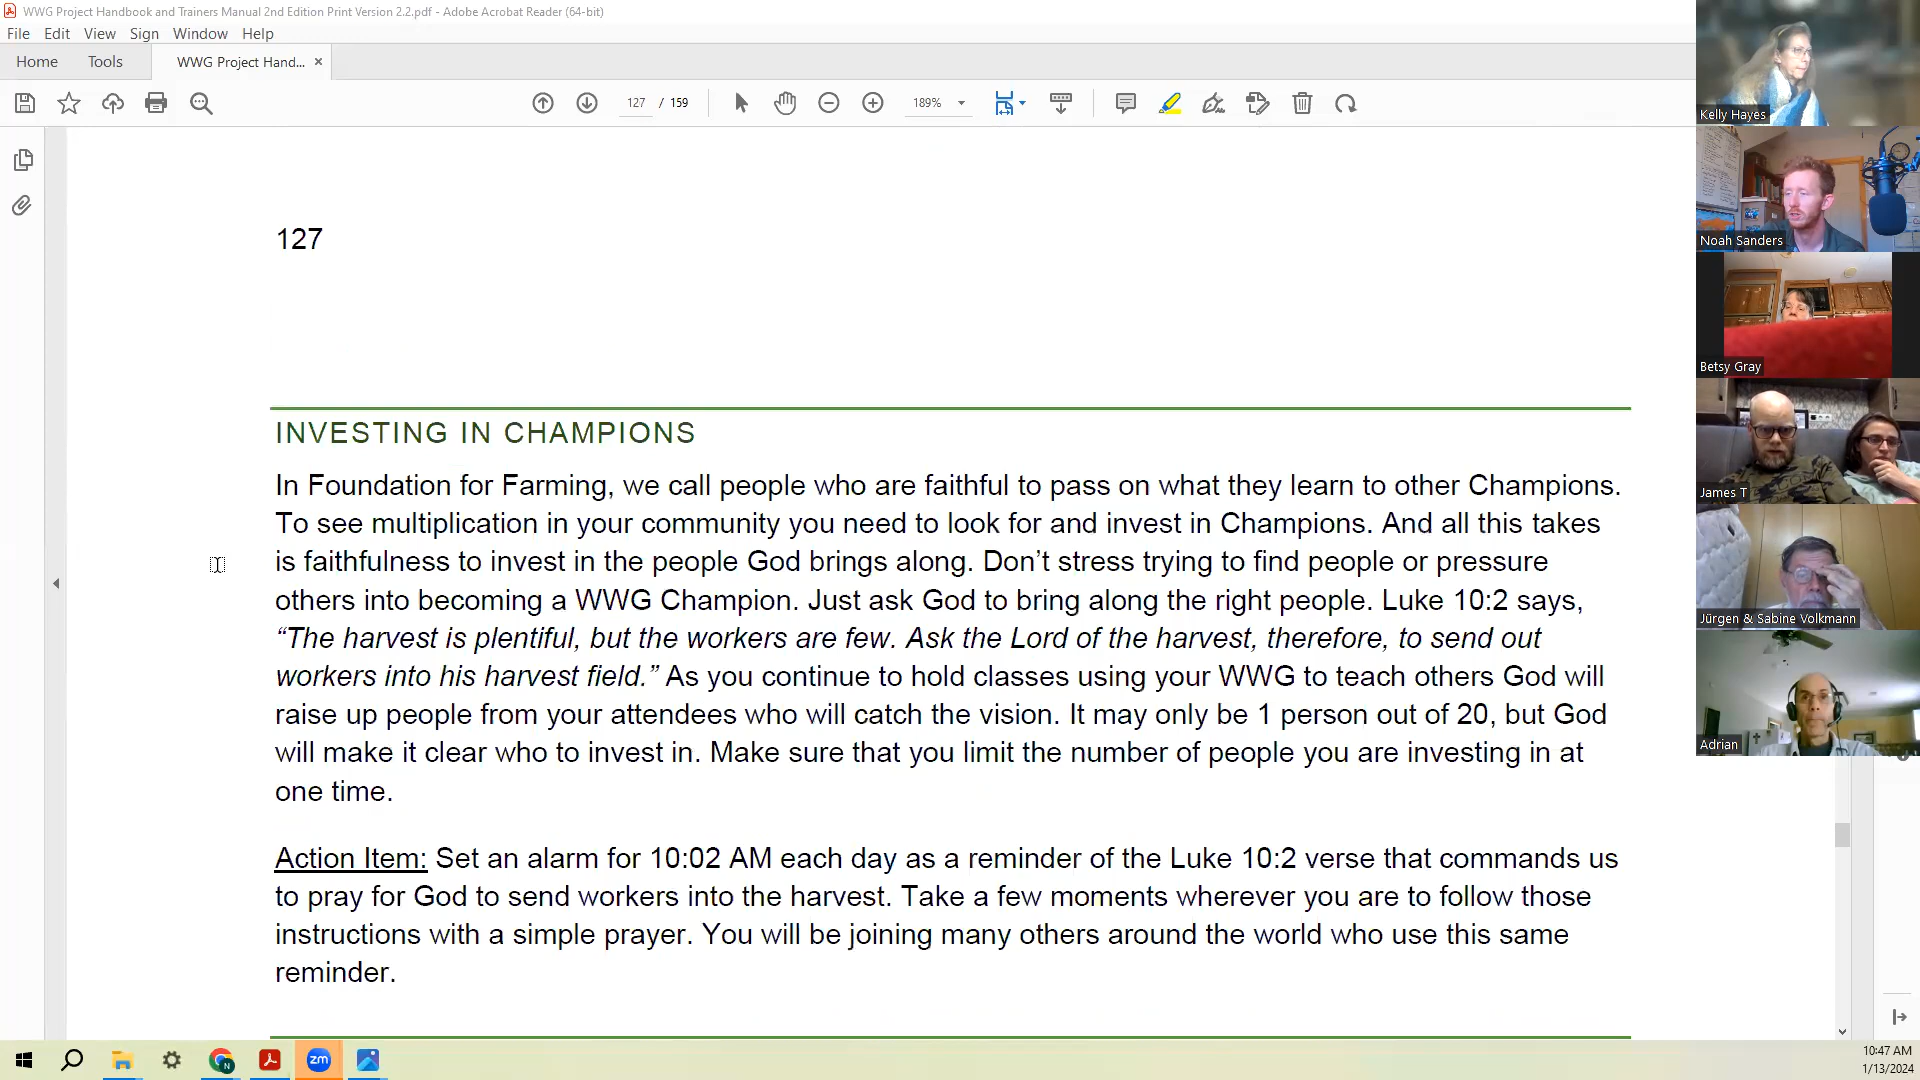 WWG Project Handbook and Trainers Manual 2nd Edition Print Version 2.2.pdf - Adobe Acrobat Reader (64-bit)
File Edit View Sign Window Help
Home Tools WWG Project Hand... ×
127 / 159 189%
127
INVESTING IN CHAMPIONS
In Foundation for Farming, we call people who are faithful to pass on what they learn to other Champions.
To see multiplication in your community you need to look for and invest in Champions. And all this takes
is faithfulness to invest in the people God brings along. Don’t stress trying to find people or pressure
others into becoming a WWG Champion. Just ask God to bring along the right people. Luke 10:2 says,
“The harvest is plentiful, but the workers are few. Ask the Lord of the harvest, therefore, to send out
workers into his harvest field.” As you continue to hold classes using your WWG to teach others God will
raise up people from your attendees who will catch the vision. It may only be 1 person out of 20, but God
will make it clear who to invest in. Make sure that you limit the number of people you are investing in at
one time.
Action Item: Set an alarm for 10:02 AM each day as a reminder of the Luke 10:2 verse that commands us
to pray for God to send workers into the harvest. Take a few moments wherever you are to follow those
instructions with a simple prayer. You will be joining many others around the world who use this same
reminder.
Kelly Hayes
Noah Sanders
Betsy Gray
James T
Jürgen & Sabine Volkmann
Adrian
zm
N
10:47 AM
1/13/2024